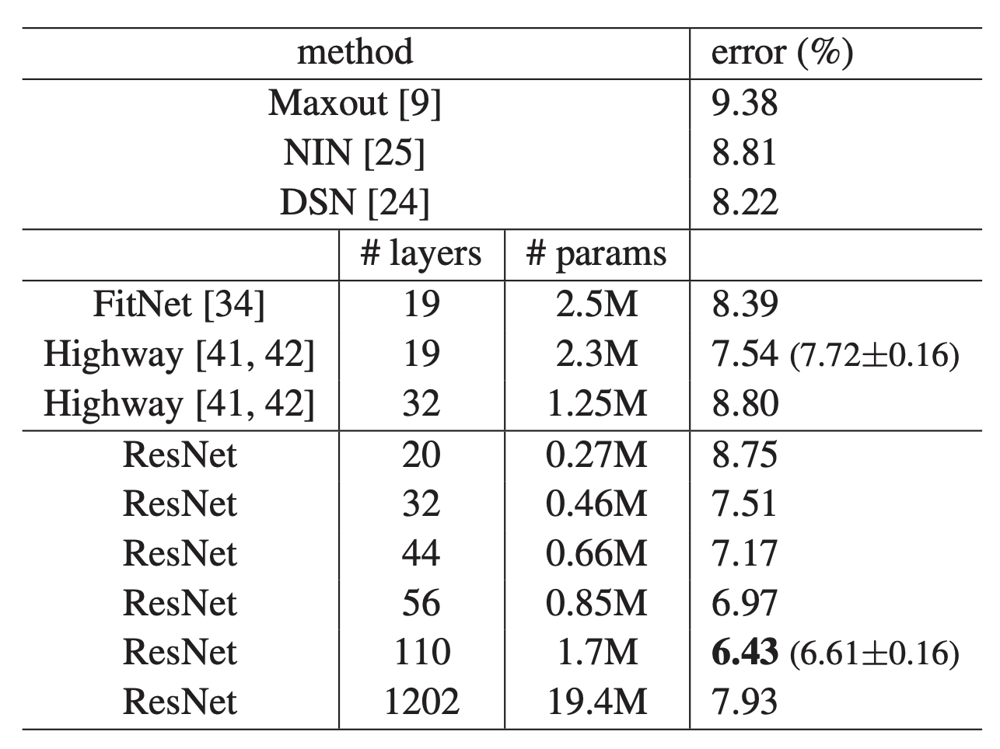 method error (%)
Maxout [9] 9.38
NIN [25] 8.81
DSN [24] 8.22
# layers # params
FitNet [34] 19 2.5M 8.39
Highway [41, 42] 19 2.3M 7.54 (7.72±0.16)
Highway [41, 42] 32 1.25M 8.80
ResNet 20 0.27M 8.75
ResNet 32 0.46M 7.51
ResNet 44 0.66M 7.17
ResNet 56 0.85M 6.97
ResNet 110 1.7M 6.43 (6.61±0.16)
ResNet 1202 19.4M 7.93